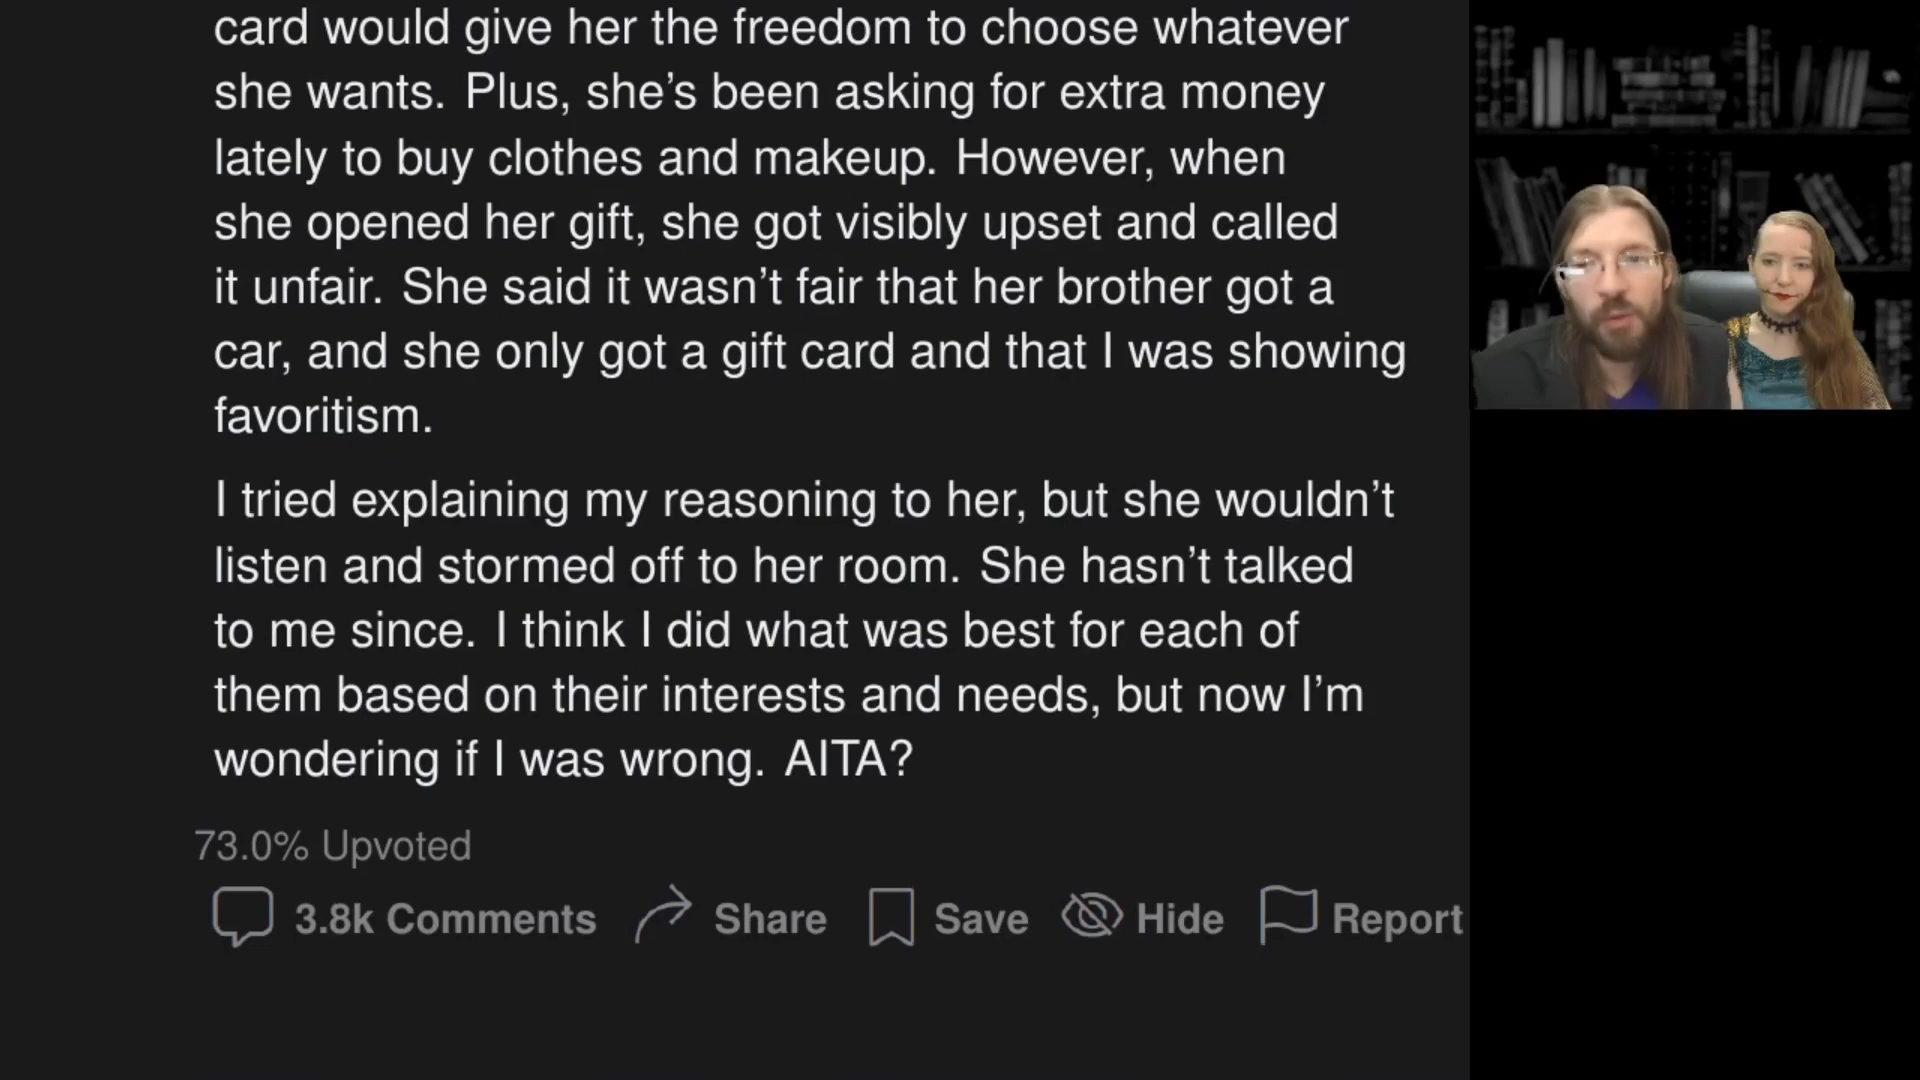 card would give her the freedom to choose whatever
she wants. Plus, she’s been asking for extra money
lately to buy clothes and makeup. However, when
she opened her gift, she got visibly upset and called
it unfair. She said it wasn’t fair that her brother got a
car, and she only got a gift card and that I was showing
favoritism.
I tried explaining my reasoning to her, but she wouldn’t
listen and stormed off to her room. She hasn’t talked
to me since. I think I did what was best for each of
them based on their interests and needs, but now I’m
wondering if I was wrong. AITA?
73.0% Upvoted
3.8k Comments Share Save Hide Report